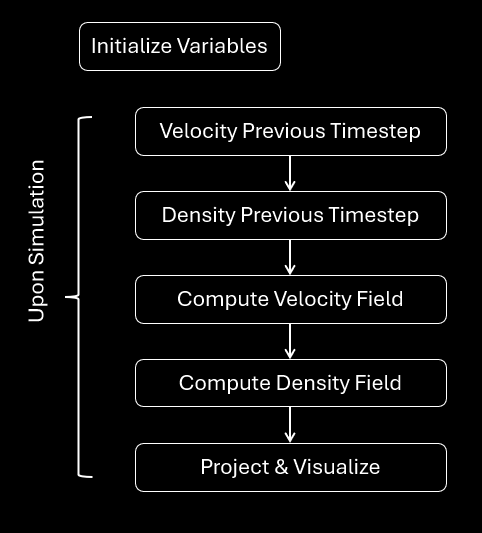 Initialize Variables
Upon Simulation
Velocity Previous Timestep
Density Previous Timestep
Compute Velocity Field
Compute Density Field
Project & Visualize